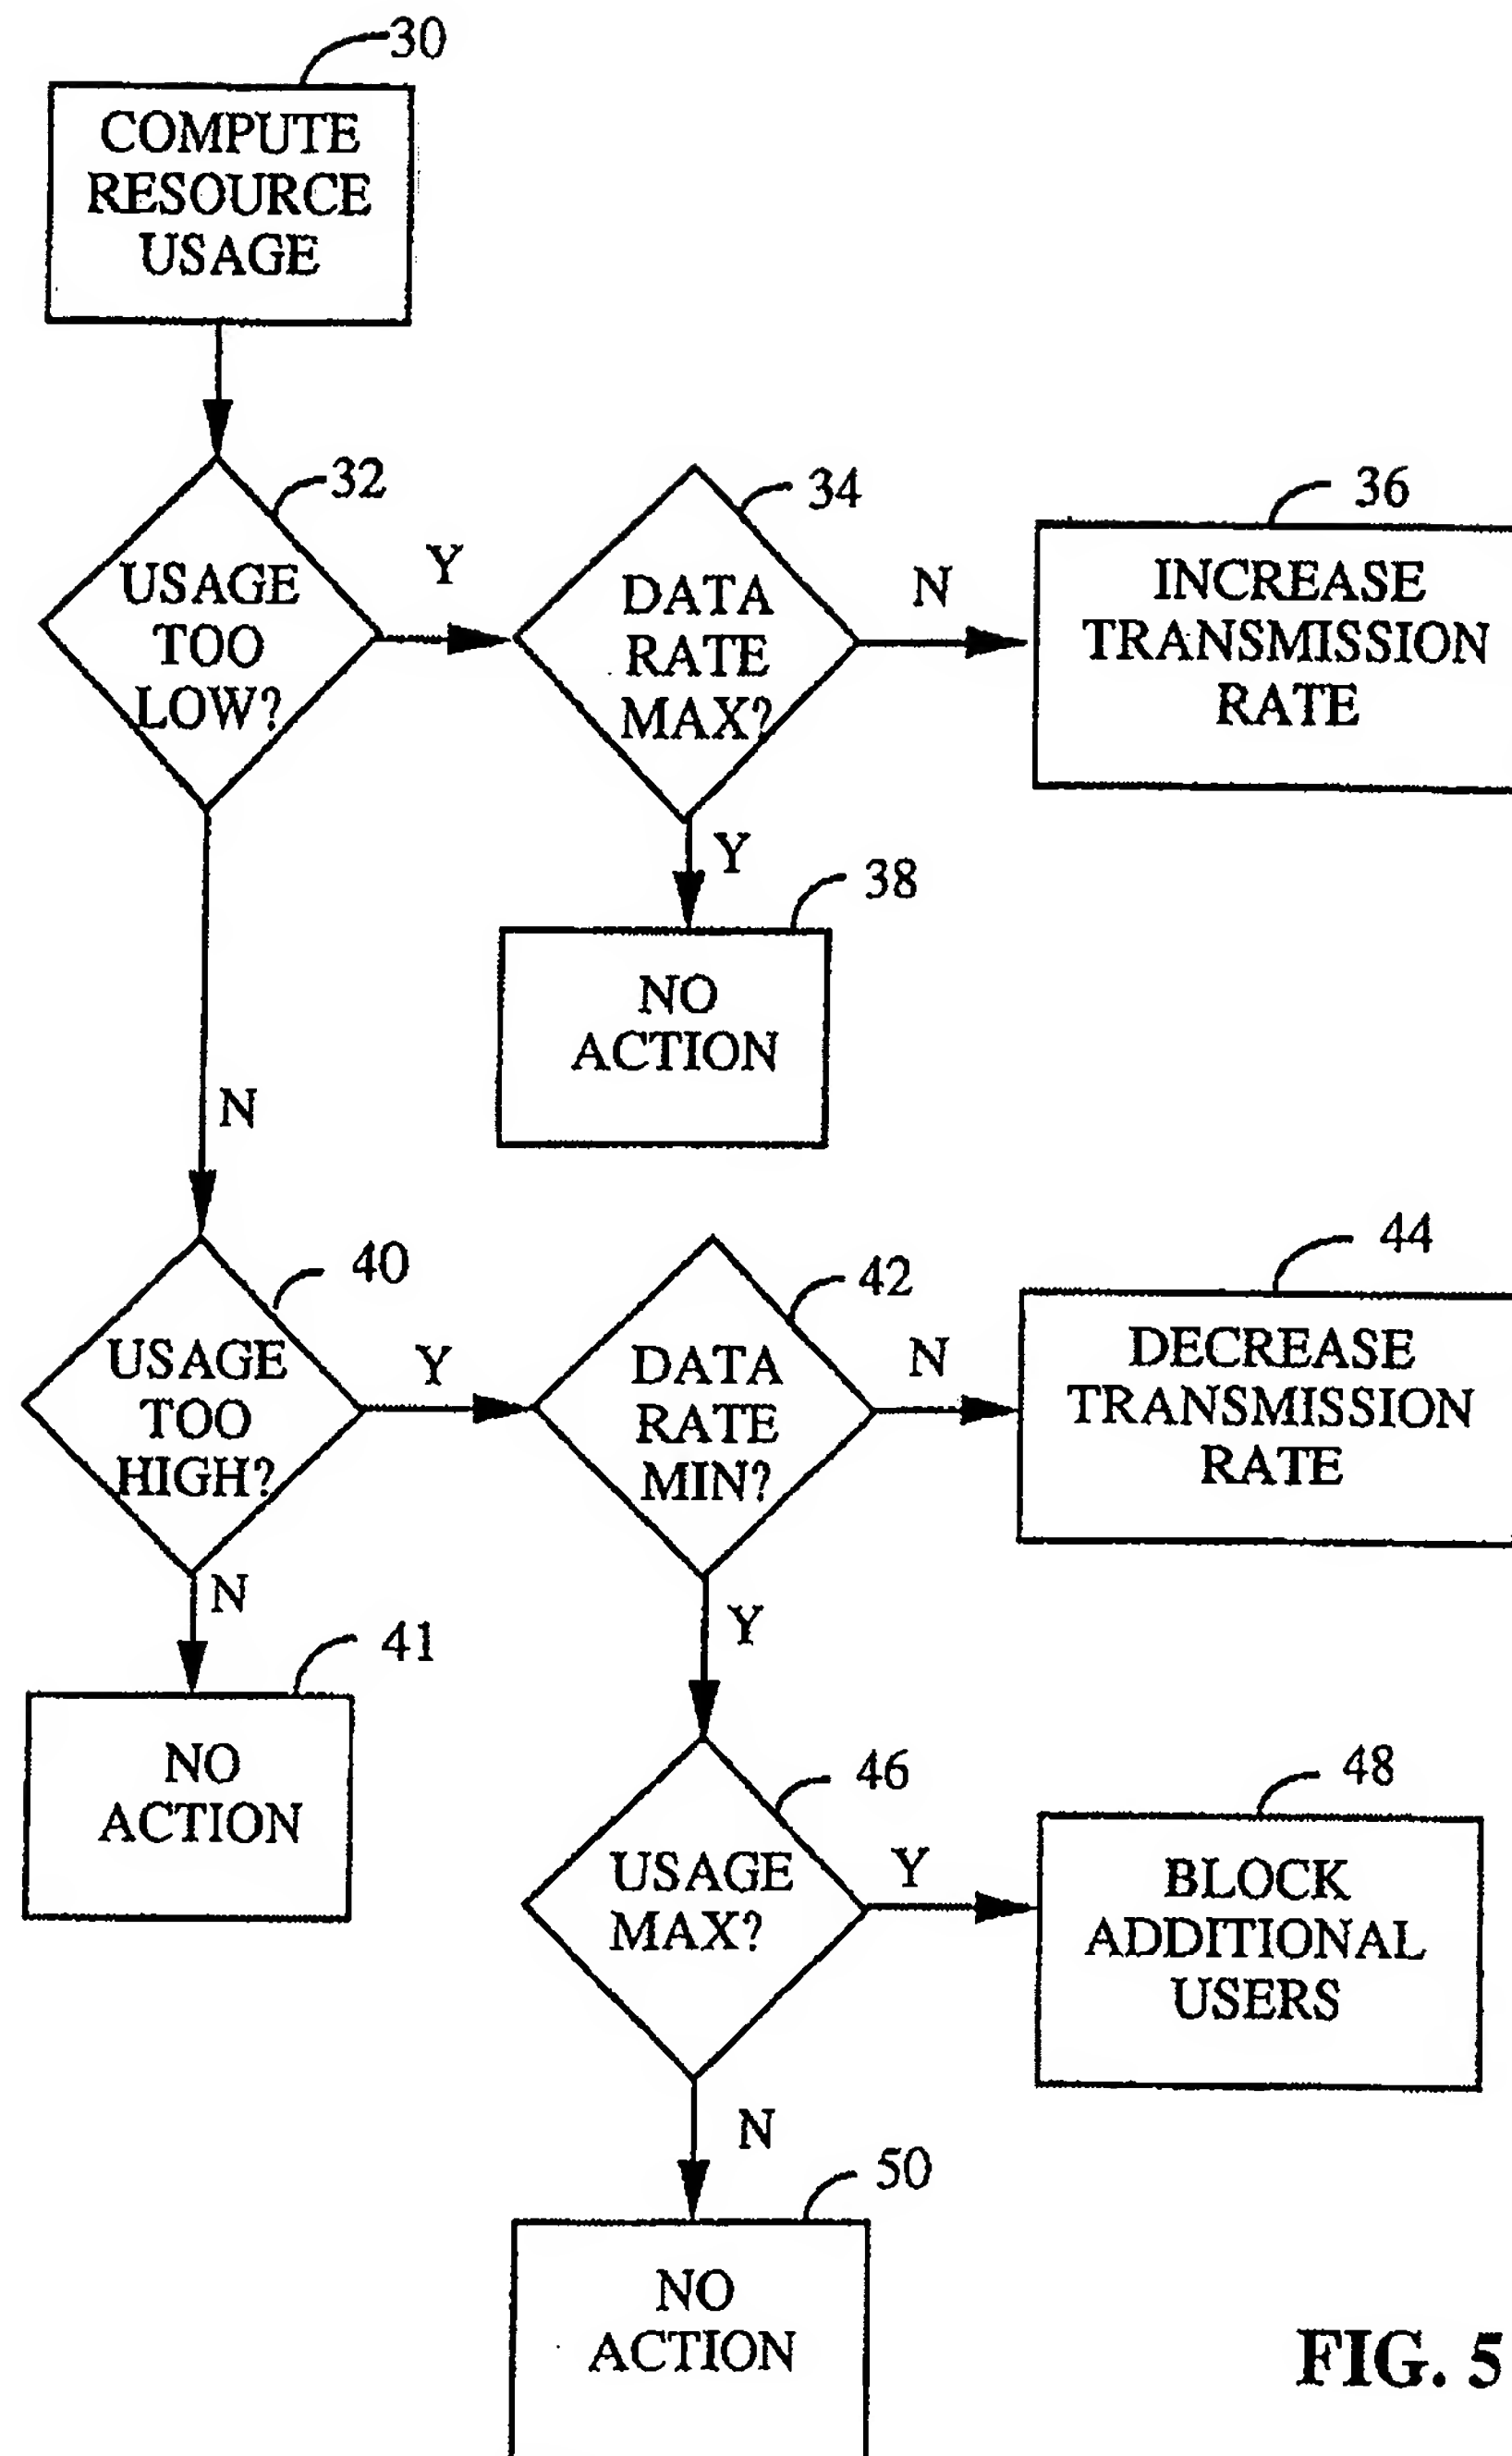 30
COMPUTE
RESOURCE
USAGE
32
USAGE
TOO
LOW?
Y
34
DATA
RATE
MAX?
N
36
INCREASE
TRANSMISSION
RATE
Y
38
NO
ACTION
N
40
USAGE
TOO
HIGH?
Y
42
DATA
RATE
MIN?
N
44
DECREASE
TRANSMISSION
RATE
N
41
NO
ACTION
Y
46
USAGE
MAX?
Y
48
BLOCK
ADDITIONAL
USERS
N
50
NO
ACTION
FIG. 5